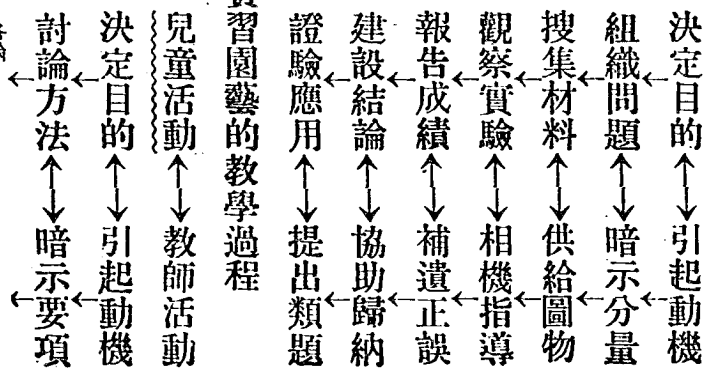 決定目的←→引起動機
組織問題←→暗示分量
搜集材料←→供給圖物
觀察實驗←→相機指導
報告成績←→補遺正誤
建設結論←→協助歸納
證驗應用←→提出類題
習園藝的教學過程
兒童活動←→教師活動
決定目的←→引起動機
討論方法←→暗示要項